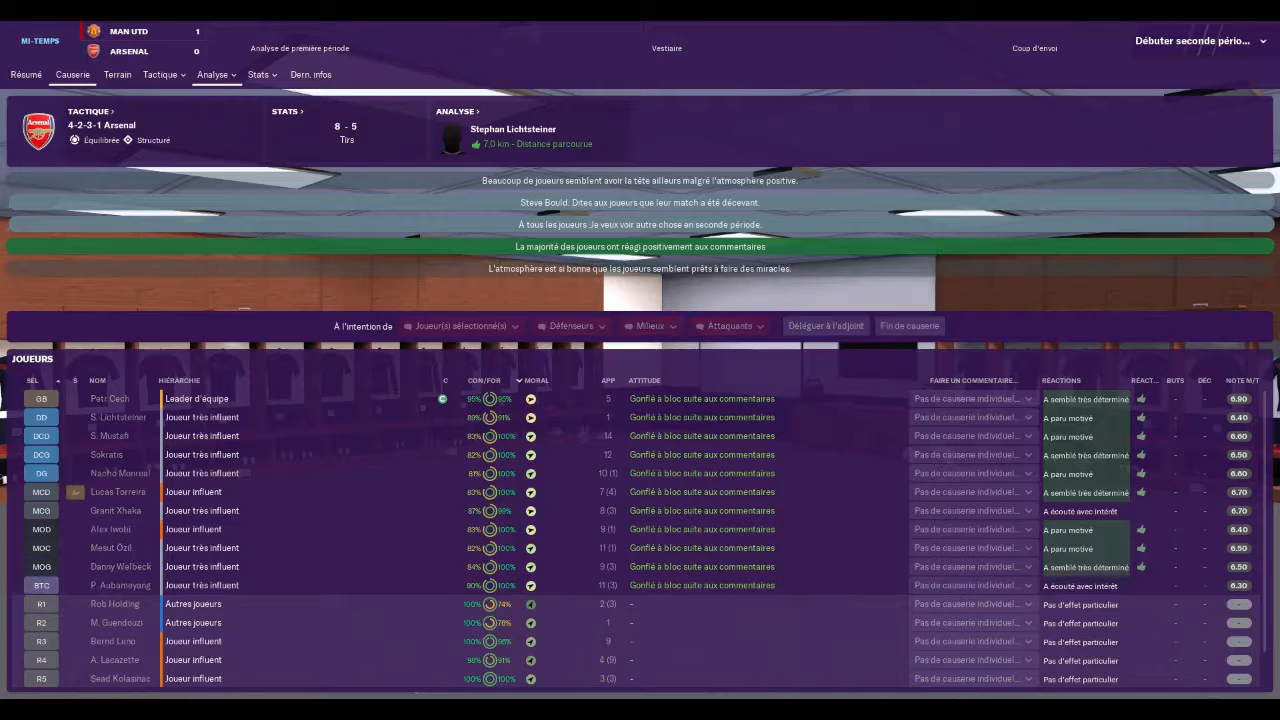 MI-TEMPS
MAN UTD 1
ARSENAL 0
Analyse de première période
Vestiaire
Coup d'envoi
Débuter seconde pério...
Résumé Causerie Terrain Tactique Analyse Stats Dern. infos
TACTIQUE >
4-2-3-1 Arsenal
Équilibrée Structuré
STATS >
8 - 5
Tirs
ANALYSE >
Stephan Lichtsteiner
7,0 km - Distance parcourue
Arsenal
Beaucoup de joueurs semblent avoir la tête ailleurs malgré l'atmosphère positive.
Steve Bould: Dites aux joueurs que leur match a été décevant.
A tous les joueurs :Je veux voir autre chose en seconde période.
La majorité des joueurs ont réagi positivement aux commentaires
L'atmosphère est si bonne que les joueurs semblent prêts à faire des miracles.
À l'intention de Joueur(s) sélectionné(s) Défenseurs Milieux Attaquants Déléguer à l'adjoint Fin de causerie
JOUEURS
SÉL S NOM HIÉRARCHIE C CON/FOR MORAL APP ATTITUDE FAIRE UN COMMENTAIRE... RÉACTIONS RÉACT... BUTS DÉC NOTE M/T
GB Petr Cech Leader d'équipe C 95% 95% 5 Gonflé à bloc suite aux commentaires Pas de causerie individuel... A semblé très déterminé - - 6.90
DD S. Lichtsteiner Joueur très influent 89% 91% 1 Gonflé à bloc suite aux commentaires Pas de causerie individuel... A paru motivé - - 6.40
DCD S. Mustafi Joueur très influent 83% 100% 14 Gonflé à bloc suite aux commentaires Pas de causerie individuel... A paru motivé - - 6.60
DCG Sokratis Joueur très influent 82% 100% 12 Gonflé à bloc suite aux commentaires Pas de causerie individuel... A semblé très déterminé - - 6.50
DG Nacho Monreal Joueur très influent 81% 100% 10 (1) Gonflé à bloc suite aux commentaires Pas de causerie individuel... A paru motivé - - 6.60
MCD Lucas Torreira Joueur influent 83% 100% 7 (4) Gonflé à bloc suite aux commentaires Pas de causerie individuel... A semblé très déterminé - - 6.70
MCG Granit Xhaka Joueur très influent 87% 99% 8 (3) Gonflé à bloc suite aux commentaires Pas de causerie individuel... A écouté avec intérêt - - 6.70
MOD Alex Iwobi Joueur influent 83% 100% 9 (1) Gonflé à bloc suite aux commentaires Pas de causerie individuel... A paru motivé - - 6.40
MOC Mesut Özil Joueur très influent 82% 100% 11 (1) Gonflé à bloc suite aux commentaires Pas de causerie individuel... A paru motivé - - 6.50
MOG Danny Welbeck Joueur très influent 84% 100% 9 (3) Gonflé à bloc suite aux commentaires Pas de causerie individuel... A semblé très déterminé - - 6.50
BTC P. Aubameyang Joueur très influent 90% 100% 11 (3) Gonflé à bloc suite aux commentaires Pas de causerie individuel... A écouté avec intérêt - - 6.30
R1 Rob Holding Autres joueurs 100% 74% 2 (3) - Pas de causerie individuel... Pas d'effet particulier - - -
R2 M. Guendouzi Autres joueurs 100% 76% 1 - Pas de causerie individuel... Pas d'effet particulier - - -
R3 Bernd Leno Joueur influent 100% 96% 9 - Pas de causerie individuel... Pas d'effet particulier - - -
R4 A. Lacazette Joueur influent 98% 91% 4 (9) - Pas de causerie individuel... Pas d'effet particulier - - -
R5 Sead Kolasinac Joueur influent 100% 100% 3 (3) - Pas de causerie individuel... Pas d'effet particulier - - -